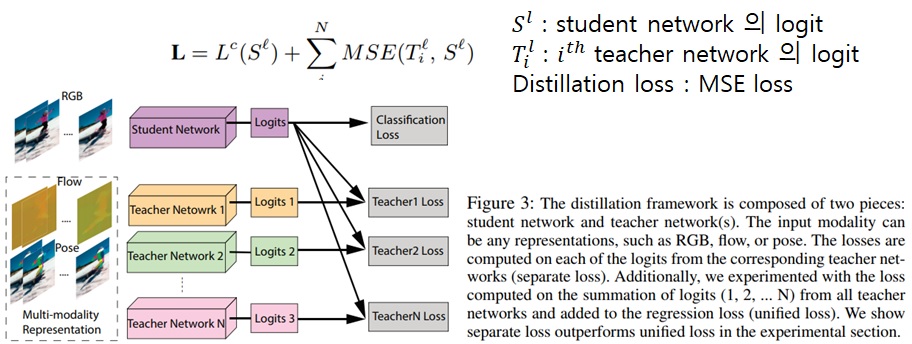 L = L^c(S^ℓ) + ∑_i^N MSE(T_i^ℓ, S^ℓ)
S^l : student network 의 logit
T_i^l : i^th teacher network 의 logit
Distillation loss : MSE loss
RGB
....
Student Network
Logits
Classification
Loss
Flow
....
Teacher Netowrk 1
Logits 1
Teacher1 Loss
Pose
....
Teacher Network 2
Logits 2
Teacher2 Loss
Teacher Network N
Logits 3
TeacherN Loss
Multi-modality
Representation
Figure 3: The distillation framework is composed of two pieces:
student network and teacher network(s). The input modality can
be any representations, such as RGB, flow, or pose. The losses are
computed on each of the logits from the corresponding teacher net-
works (separate loss). Additionally, we experimented with the loss
computed on the summation of logits (1, 2, ... N) from all teacher
networks and added to the regression loss (unified loss). We show
separate loss outperforms unified loss in the experimental section.